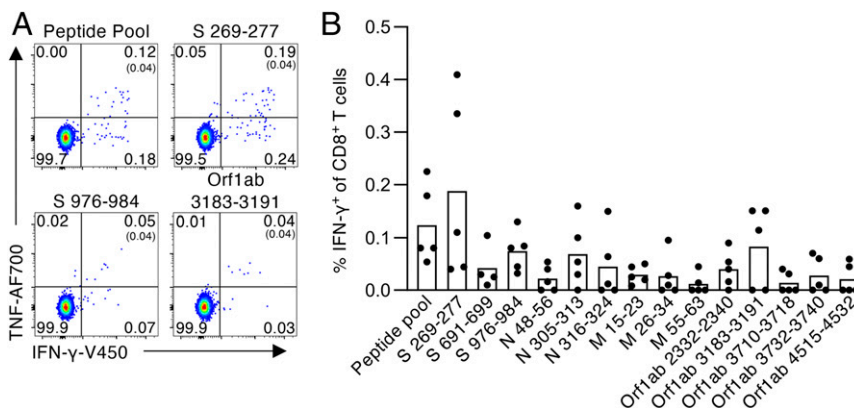 A
Peptide Pool
S 269-277
0.00 0.12
(0.04)
0.05 0.19
(0.04)
99.7 0.18
99.5 0.24
S 976-984
Orf1ab
3183-3191
0.02 0.05
(0.04)
0.01 0.04
(0.04)
99.9 0.07
99.9 0.03
TNF-AF700
IFN-γ-V450
B
% IFN-γ⁺ of CD8⁺ T cells
0.5
0.4
0.3
0.2
0.1
0.0
Peptide pool
S 269-277
S 691-699
S 976-984
N 48-56
N 305-313
N 316-324
M 15-23
M 26-34
M 55-63
Orf1ab 2332-2340
Orf1ab 3183-3191
Orf1ab 3710-3718
Orf1ab 3732-3740
Orf1ab 4515-4532